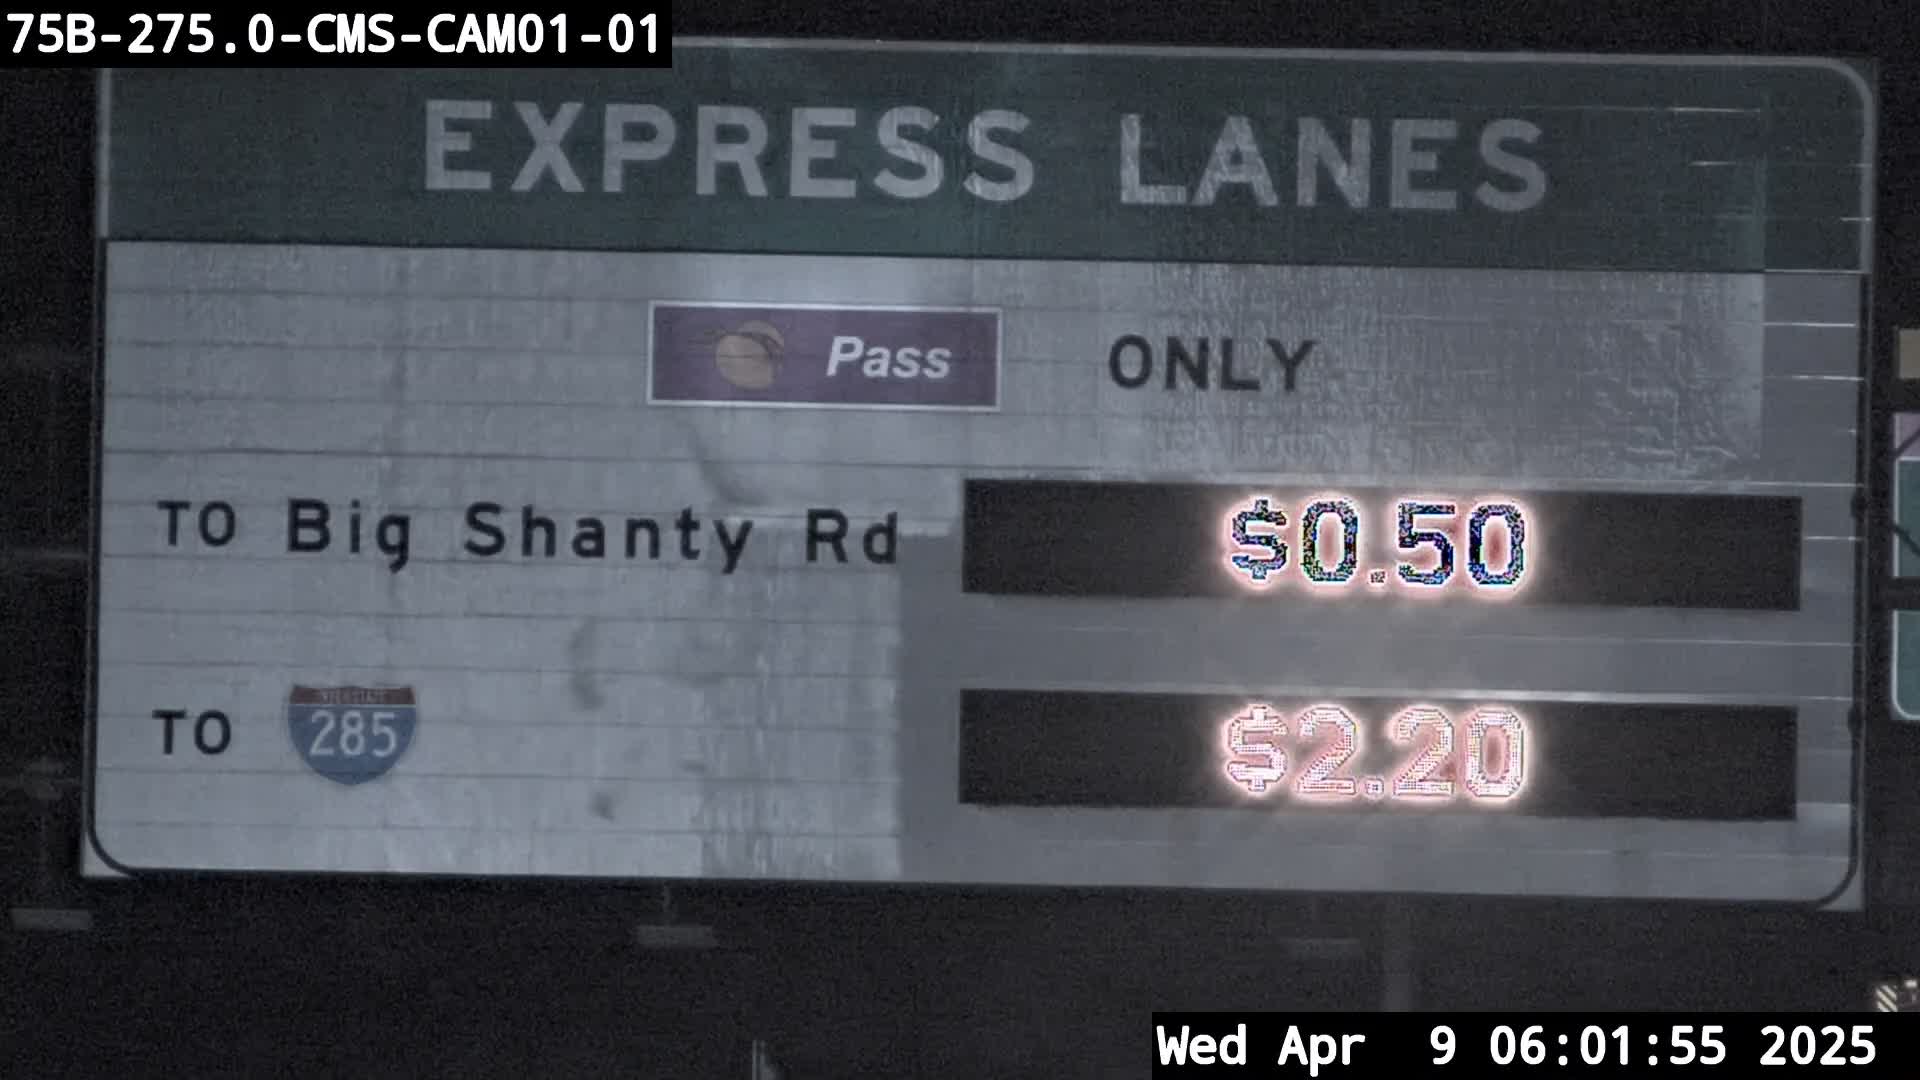 75B-275.0-CMS-CAM01-01
EXPRESS LANES
Pass ONLY
TO Big Shanty Rd $0.50
TO INTERSTATE 285 $2.20
Wed Apr 9 06:01:55 2025